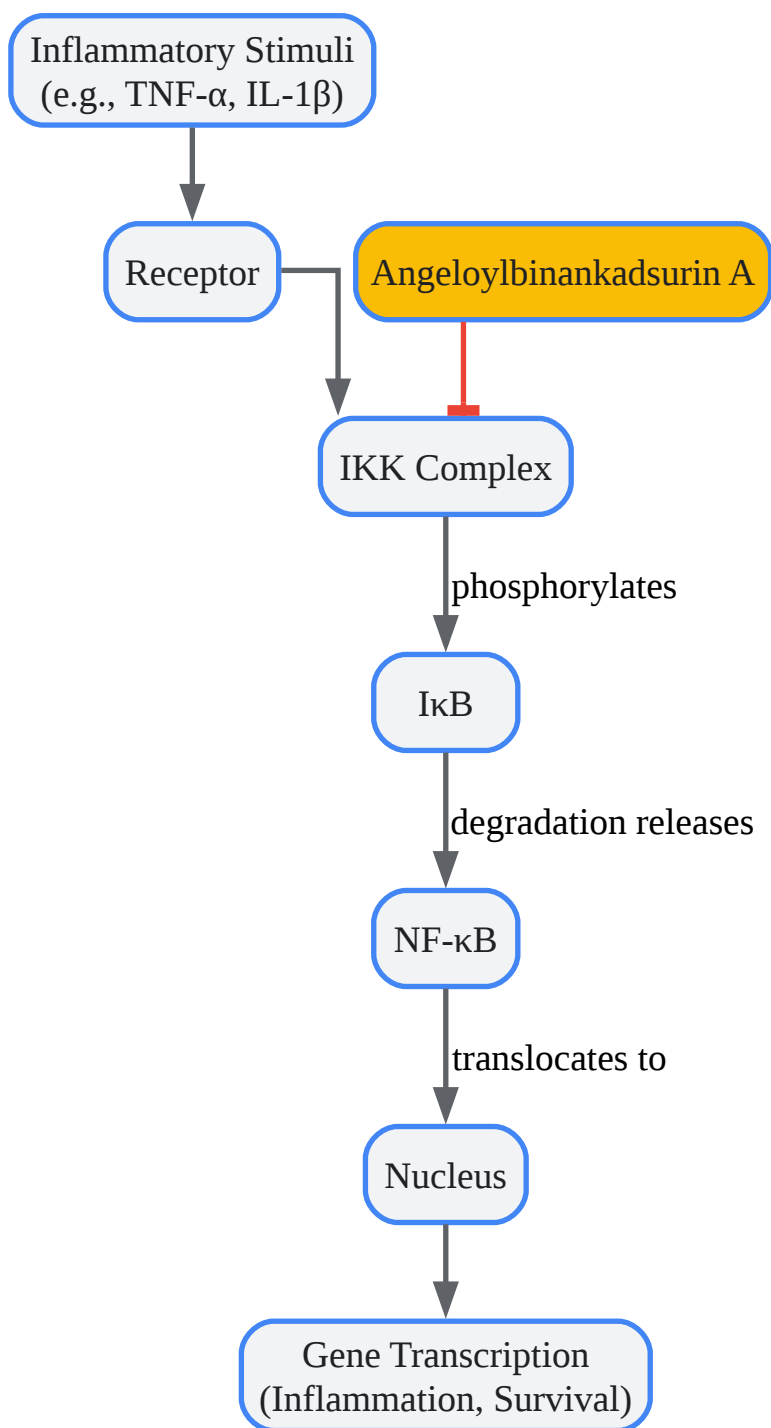 Inflammatory Stimuli
(e.g., TNF-α, IL-1β)
Receptor
Angeloylbinankadsurin A
IKK Complex
phosphorylates
IκB
degradation releases
NF-κB
translocates to
Nucleus
Gene Transcription
(Inflammation, Survival)